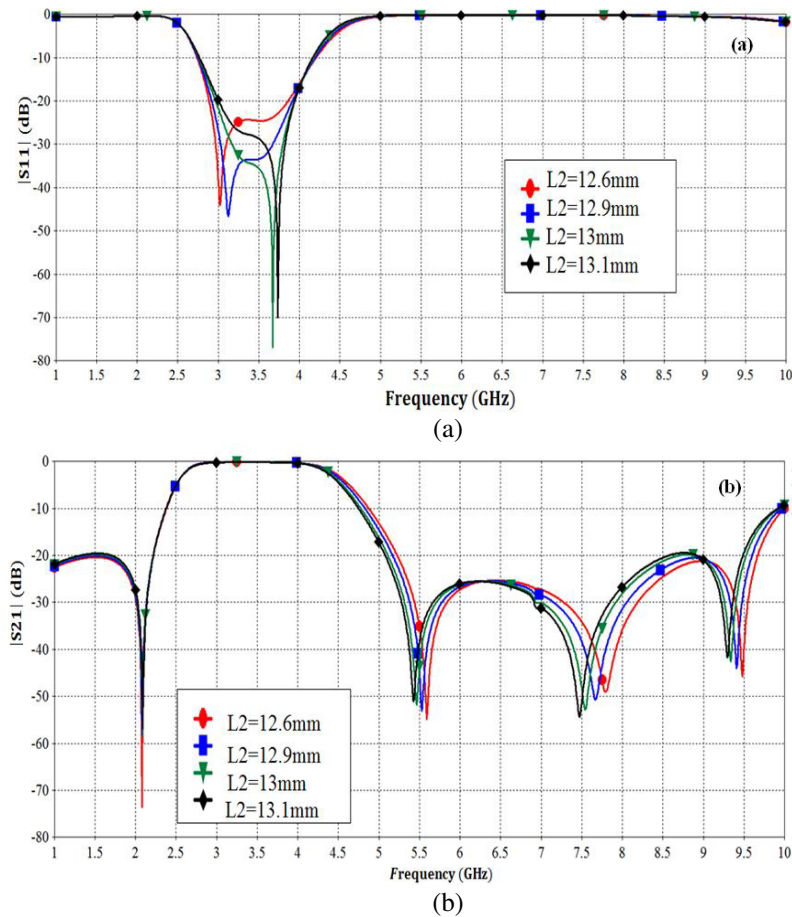 0
-10
-20
-30
-40
-50
-60
-70
-80
|S11| (dB)
(a)
L2=12.6mm
L2=12.9mm
L2=13mm
L2=13.1mm
1 1.5 2 2.5 3 3.5 4 4.5 5 5.5 6 6.5 7 7.5 8 8.5 9 9.5 10
Frequency (GHz)
(a)
0
-10
-20
-30
-40
-50
-60
-70
-80
|S21| (dB)
(b)
L2=12.6mm
L2=12.9mm
L2=13mm
L2=13.1mm
1 1.5 2 2.5 3 3.5 4 4.5 5 5.5 6 6.5 7 7.5 8 8.5 9 9.5 10
Frequency (GHz)
(b)